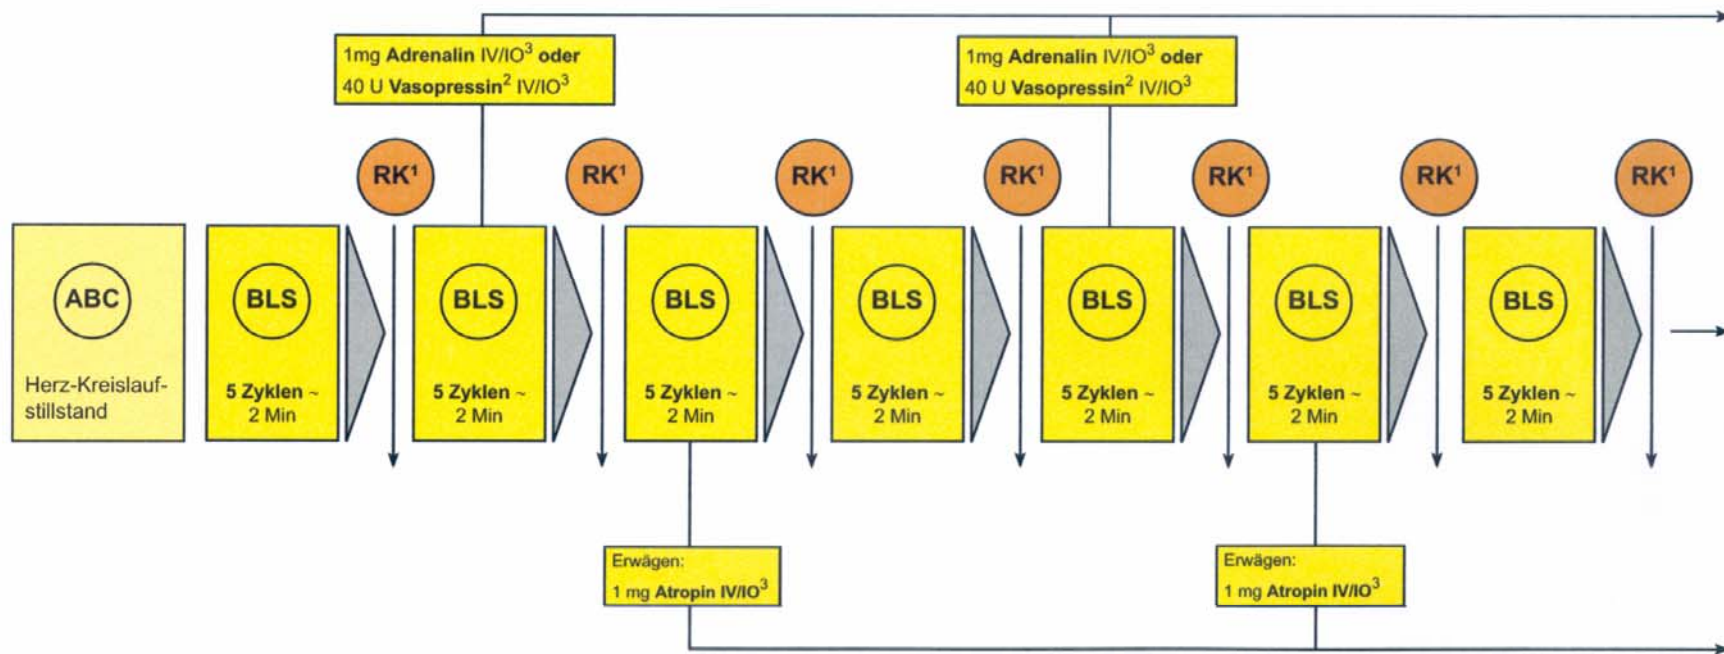 1mg Adrenalin IV/IO³ oder
40 U Vasopressin² IV/IO³
1mg Adrenalin IV/IO³ oder
40 U Vasopressin² IV/IO³
RK¹
RK¹
RK¹
RK¹
RK¹
RK¹
RK¹
ABC
Herz-Kreislauf-
stillstand
BLS
5 Zyklen ~
2 Min
BLS
5 Zyklen ~
2 Min
BLS
5 Zyklen ~
2 Min
BLS
5 Zyklen ~
2 Min
BLS
5 Zyklen ~
2 Min
BLS
5 Zyklen ~
2 Min
BLS
5 Zyklen ~
2 Min
Erwägen:
1 mg Atropin IV/IO³
Erwägen:
1 mg Atropin IV/IO³